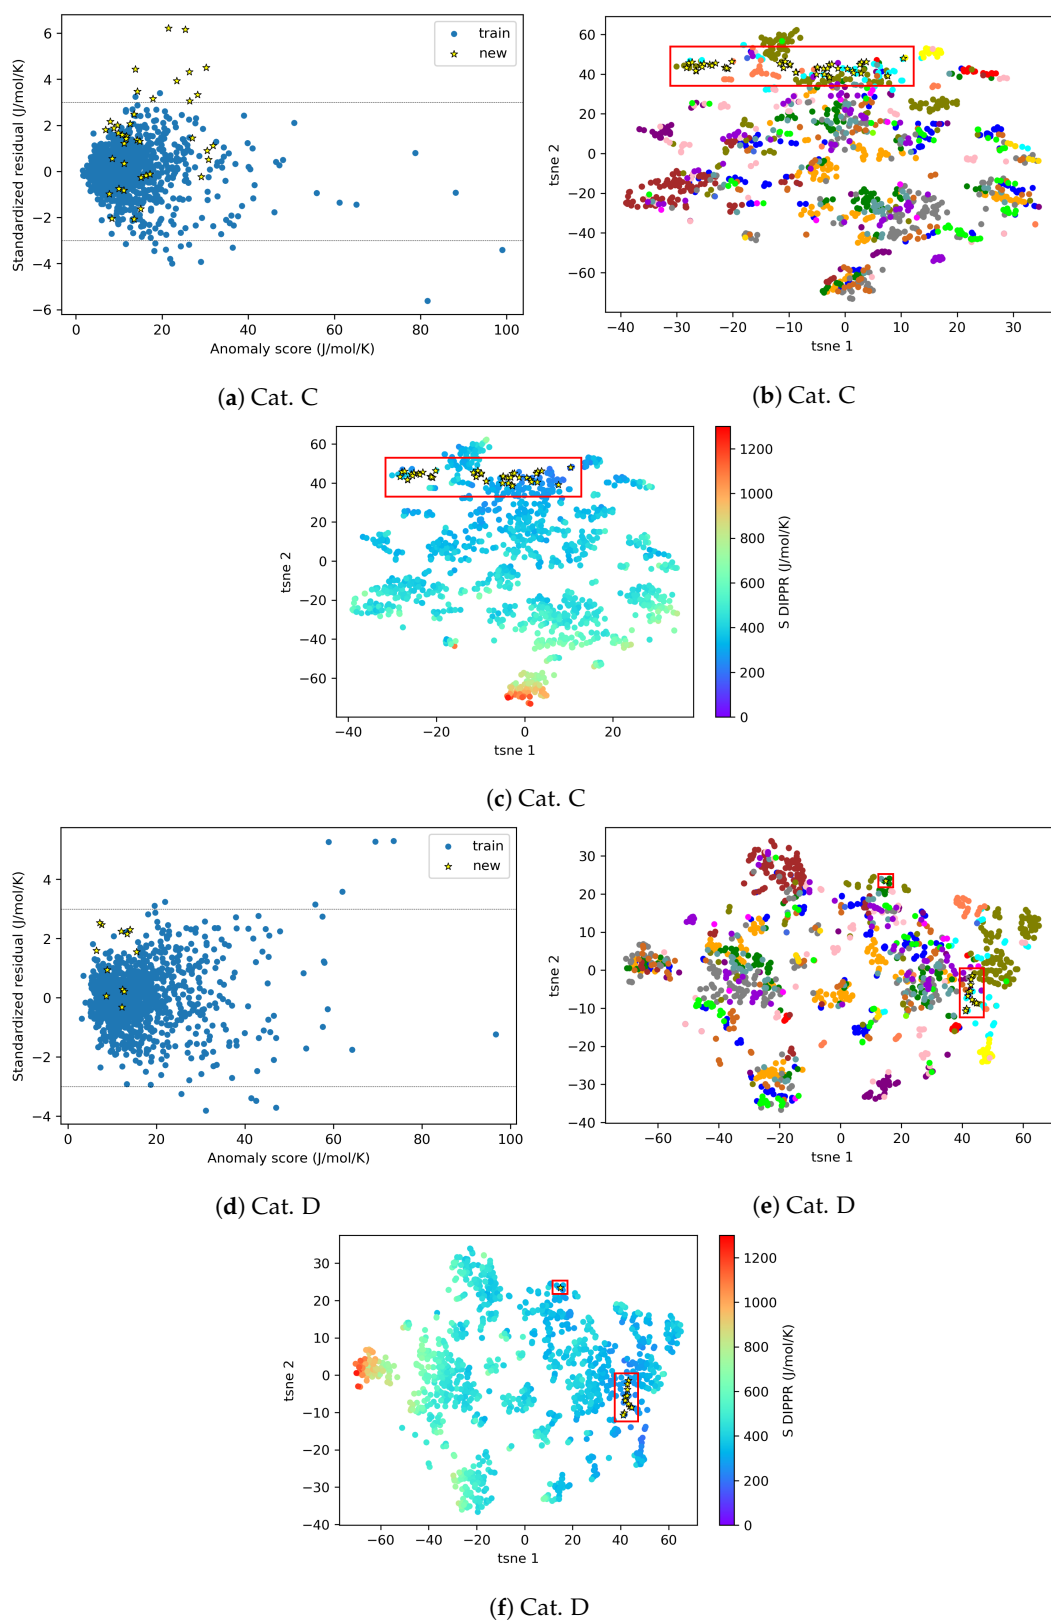 6
4
2
0
−2
−4
−6
Standardized residual (J/mol/K)
train
new
0 20 40 60 80 100
Anomaly score (J/mol/K)
(a) Cat. C
60
40
20
0
−20
−40
−60
tsne 2
−40 −30 −20 −10 0 10 20 30
tsne 1
(b) Cat. C
60
40
20
0
−20
−40
−60
tsne 2
−40 −20 0 20
tsne 1
1200
1000
800
600
400
200
0
S DIPPR (J/mol/K)
(c) Cat. C
4
2
0
−2
−4
Standardized residual (J/mol/K)
train
new
0 20 40 60 80 100
Anomaly score (J/mol/K)
(d) Cat. D
30
20
10
0
−10
−20
−30
−40
tsne 2
−60 −40 −20 0 20 40 60
tsne 1
(e) Cat. D
30
20
10
0
−10
−20
−30
−40
tsne 2
−60 −40 −20 0 20 40 60
tsne 1
1200
1000
800
600
400
200
0
S DIPPR (J/mol/K)
(f) Cat. D